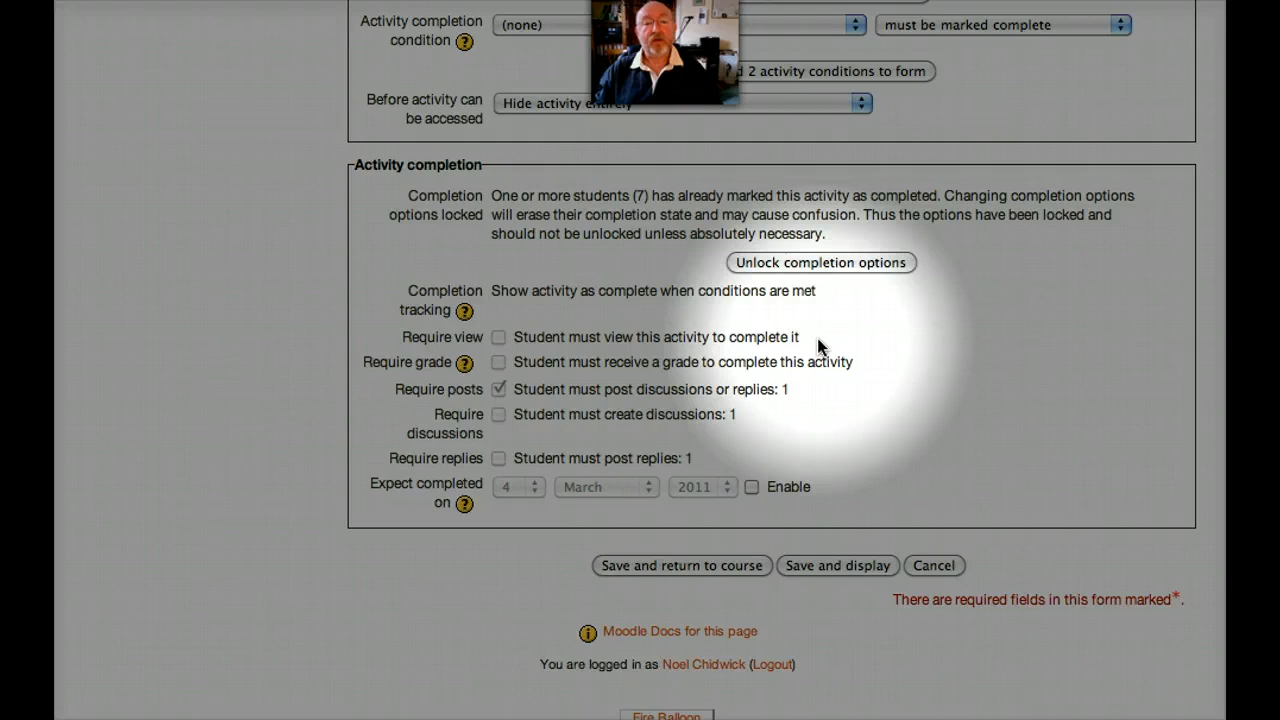 Activity completion
condition
(none)
must be marked complete
2 activity conditions to form
Before activity can
be accessed
Hide activity entirely
Activity completion
Completion
options locked
One or more students (7) has already marked this activity as completed. Changing completion options
will erase their completion state and may cause confusion. Thus the options have been locked and
should not be unlocked unless absolutely necessary.
Unlock completion options
Completion
tracking
Show activity as complete when conditions are met
Require view Student must view this activity to complete it
Require grade Student must receive a grade to complete this activity
Require posts Student must post discussions or replies: 1
Require
discussions
Student must create discussions: 1
Require replies Student must post replies: 1
Expect completed
on
4 March 2011 Enable
Save and return to course Save and display Cancel
There are required fields in this form marked*.
Moodle Docs for this page
You are logged in as Noel Chidwick (Logout)
Fire Balloon